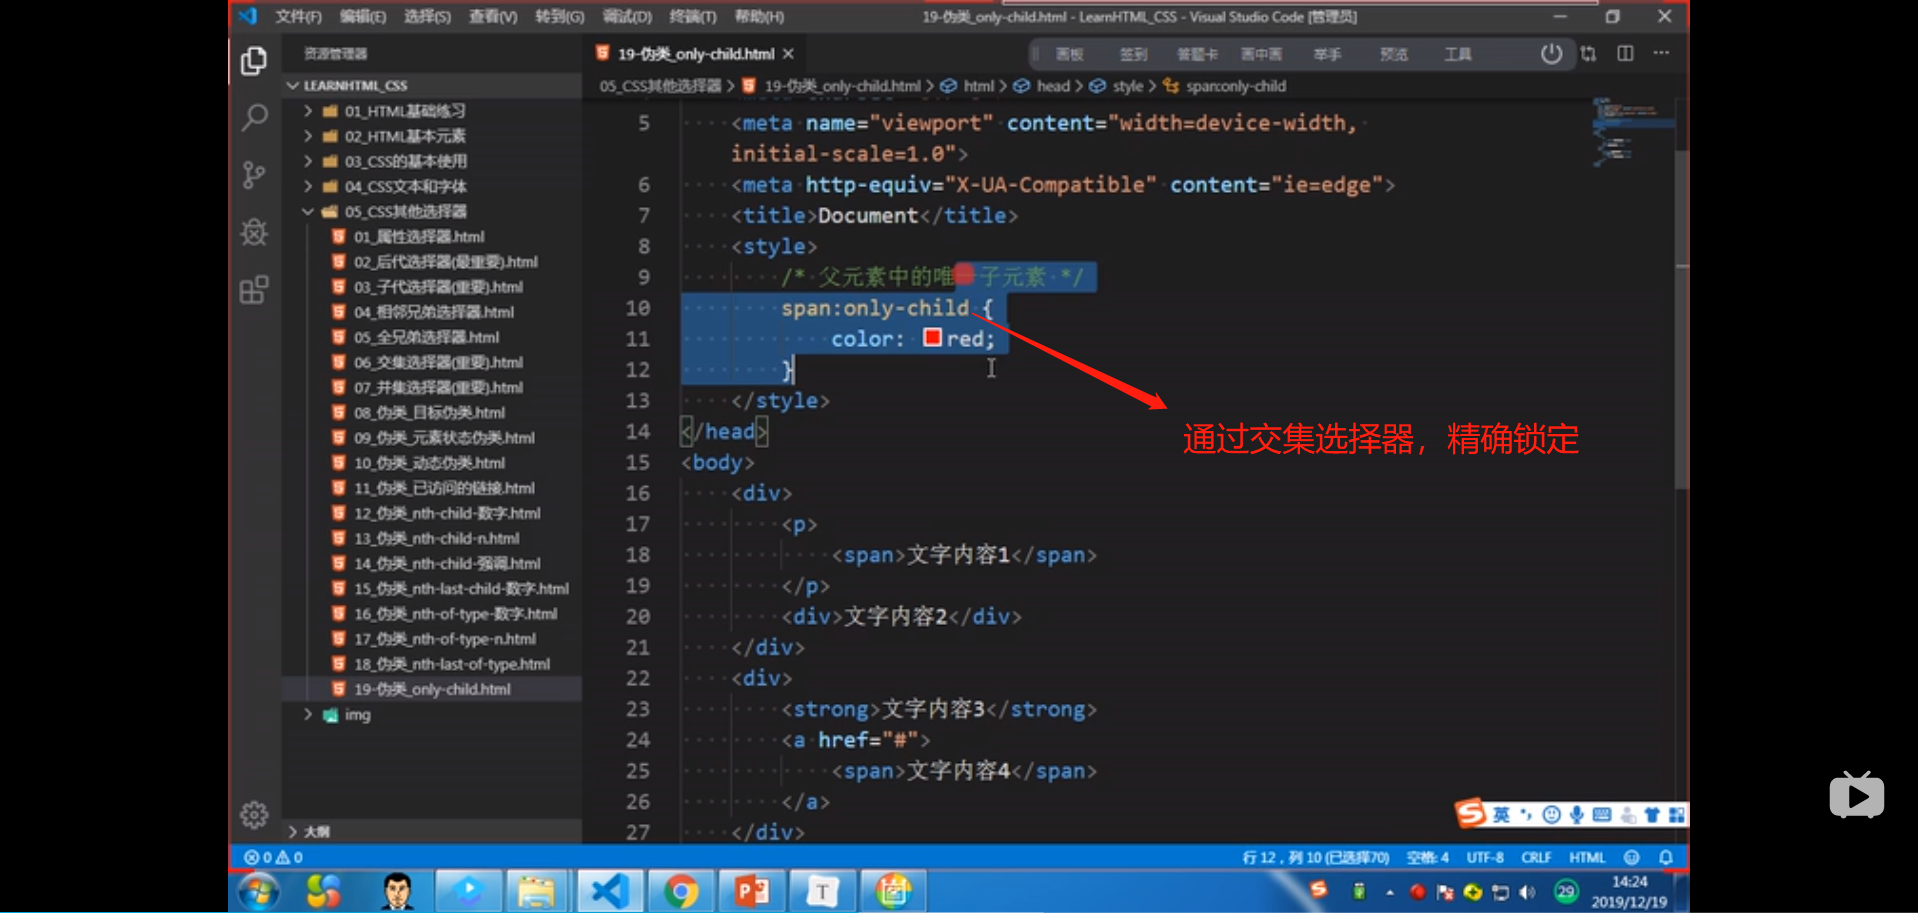 文件(F) 编辑(E) 选择(S) 查看(V) 转到(G) 调试(D) 终端(T) 帮助(H)
19-伪类_only-child.html - LearnHTML_CSS - Visual Studio Code [管理员]
资源管理器
19-伪类_only-child.html
画板 签到 答题卡 画中画 举手 预览 工具
LEARNHTML_CSS
05_CSS其他选择器 > 19-伪类_only-child.html > html > head > style > span:only-child
01_HTML基础练习
02_HTML基本元素
03_CSS的基本使用
04_CSS文本和字体
05_CSS其他选择器
01_属性选择器.html
02_后代选择器(最重要).html
03_子代选择器(重要).html
04_相邻兄弟选择器.html
05_全兄弟选择器.html
06_交集选择器(重要).html
07_并集选择器(重要).html
08_伪类_目标伪类.html
09_伪类_元素状态伪类.html
10_伪类_动态伪类.html
11_伪类_已访问的链接.html
12_伪类_nth-child-数字.html
13_伪类_nth-child-n.html
14_伪类_nth-child-强调.html
15_伪类_nth-last-child-数字.html
16_伪类_nth-of-type-数字.html
17_伪类_nth-of-type-n.html
18_伪类_nth-last-of-type.html
19-伪类_only-child.html
img
大纲
5 <meta name="viewport" content="width=device-width,
initial-scale=1.0">
6 <meta http-equiv="X-UA-Compatible" content="ie=edge">
7 <title>Document</title>
8 <style>
9 /* 父元素中的唯一子元素 */
10 span:only-child {
11 color: red;
12 }
13 </style>
14 </head>
15 <body>
16 <div>
17 <p>
18 <span>文字内容1</span>
19 </p>
20 <div>文字内容2</div>
21 </div>
22 <div>
23 <strong>文字内容3</strong>
24 <a href="#">
25 <span>文字内容4</span>
26 </a>
27 </div>
通过交集选择器，精确锁定
英
0 0
行 12，列 10 (已选择70) 空格: 4 UTF-8 CRLF HTML
29
14:24
2019/12/19